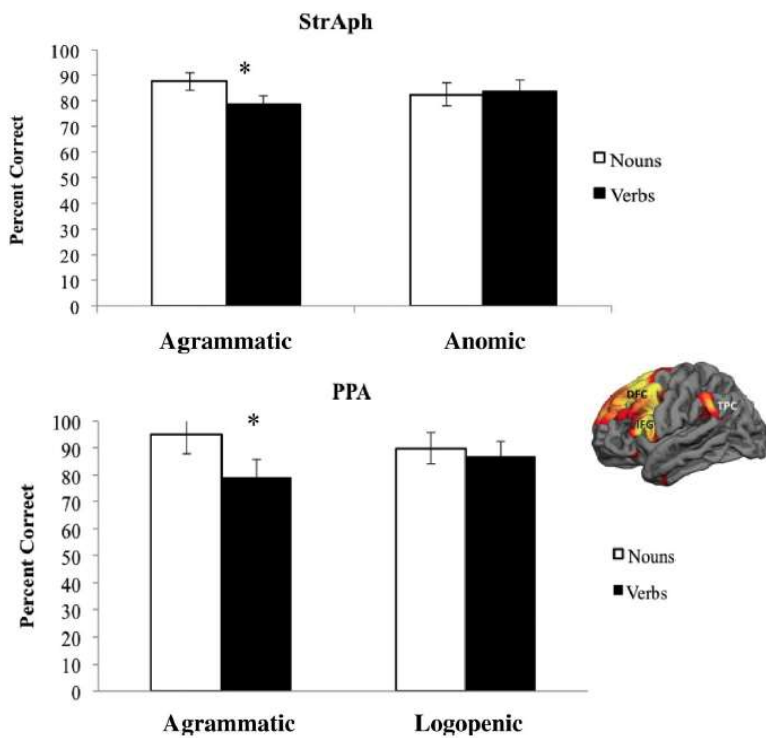 StrAph
100
90
80
70
60
50
40
30
20
10
0
Percent Correct
*
Nouns
Verbs
Agrammatic
Anomic
PPA
100
90
80
70
60
50
40
30
20
10
0
Percent Correct
*
DFC
IFG
TPC
Nouns
Verbs
Agrammatic
Logopenic